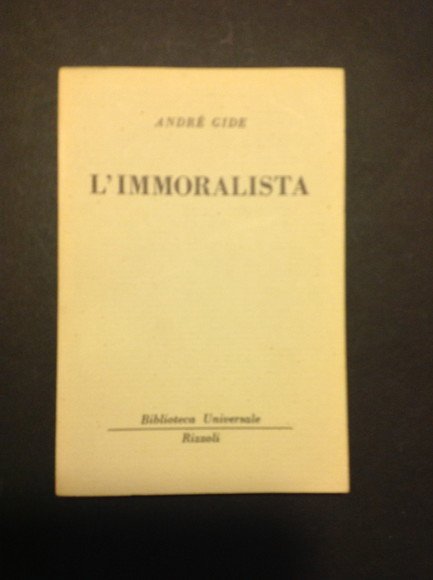 ANDRÉ GIDE
L'IMMORALISTA
Biblioteca Universale
Rizzoli